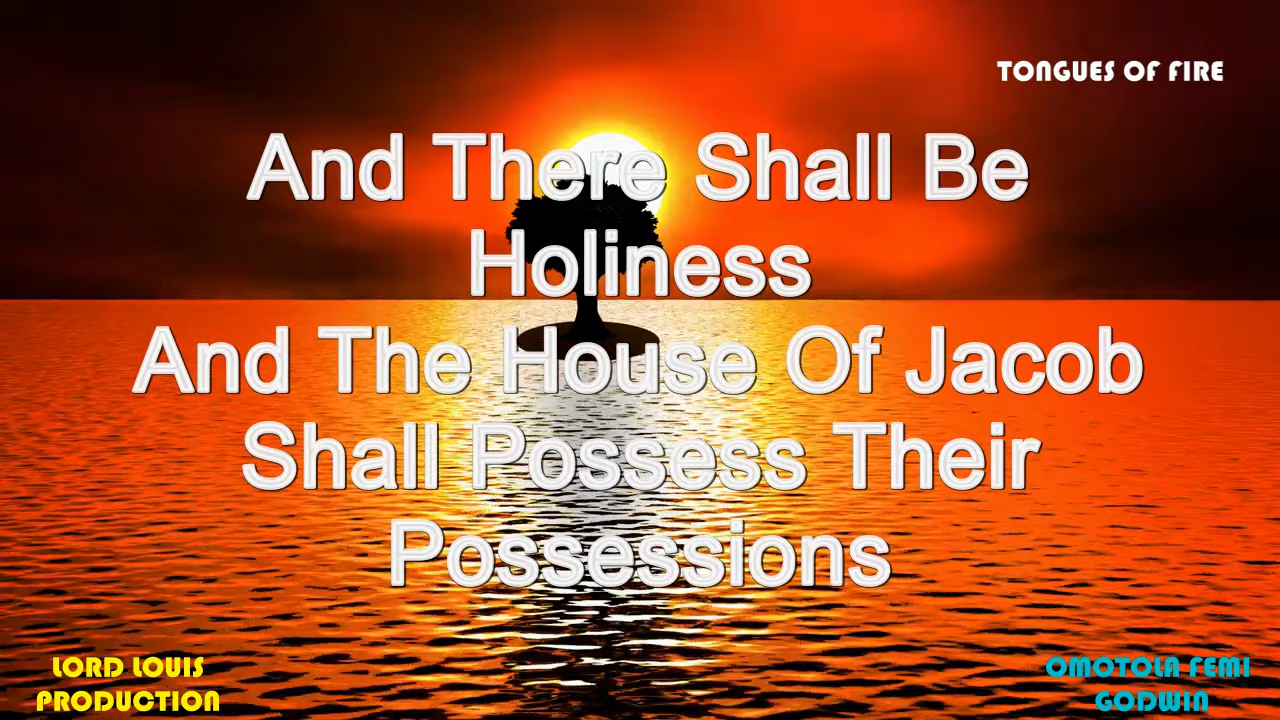 TONGUES OF FIRE
And There Shall Be
Holiness
And The House Of Jacob
Shall Possess Their
Possessions
LORD LOUIS
PRODUCTION
OMOTOLA FEMI
GODWIN